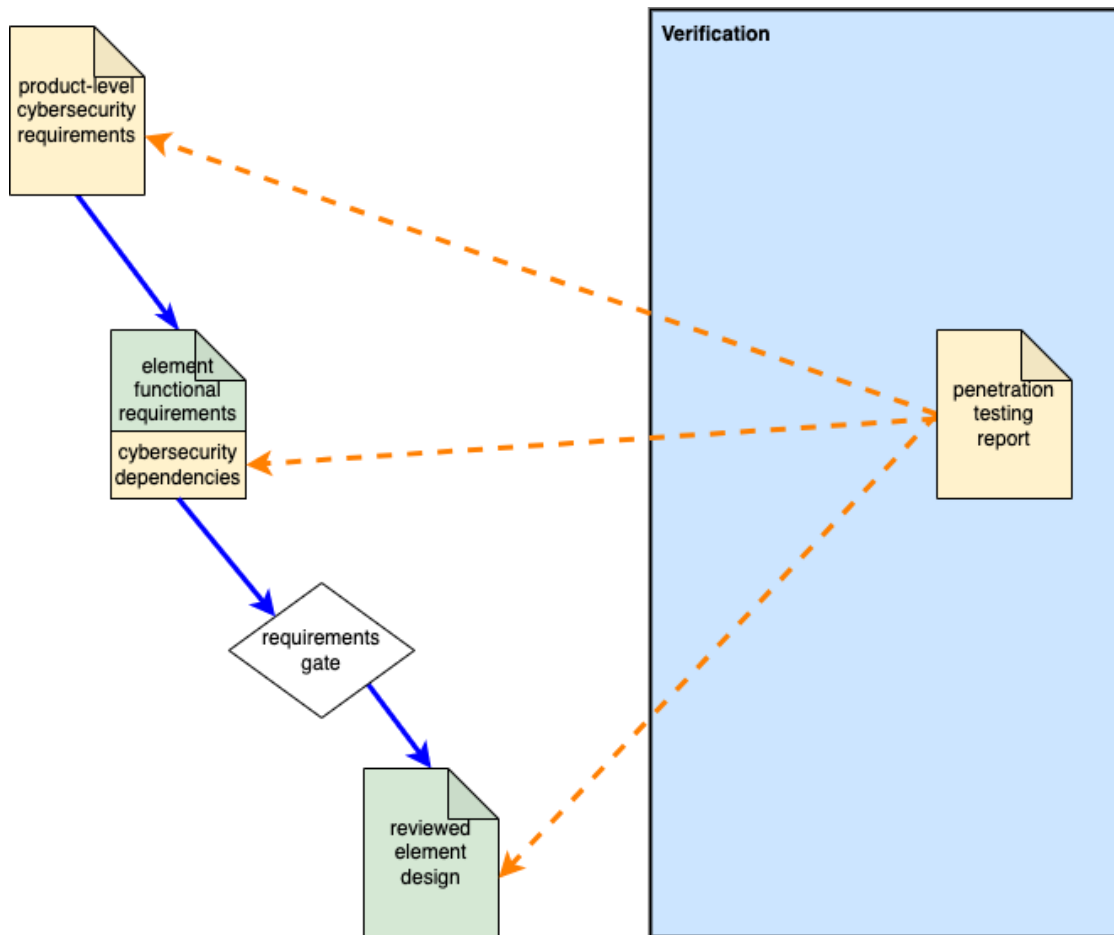 Verification
product-level
cybersecurity
requirements
element
functional
requirements
cybersecurity
dependencies
penetration
testing
report
requirements
gate
reviewed
element
design